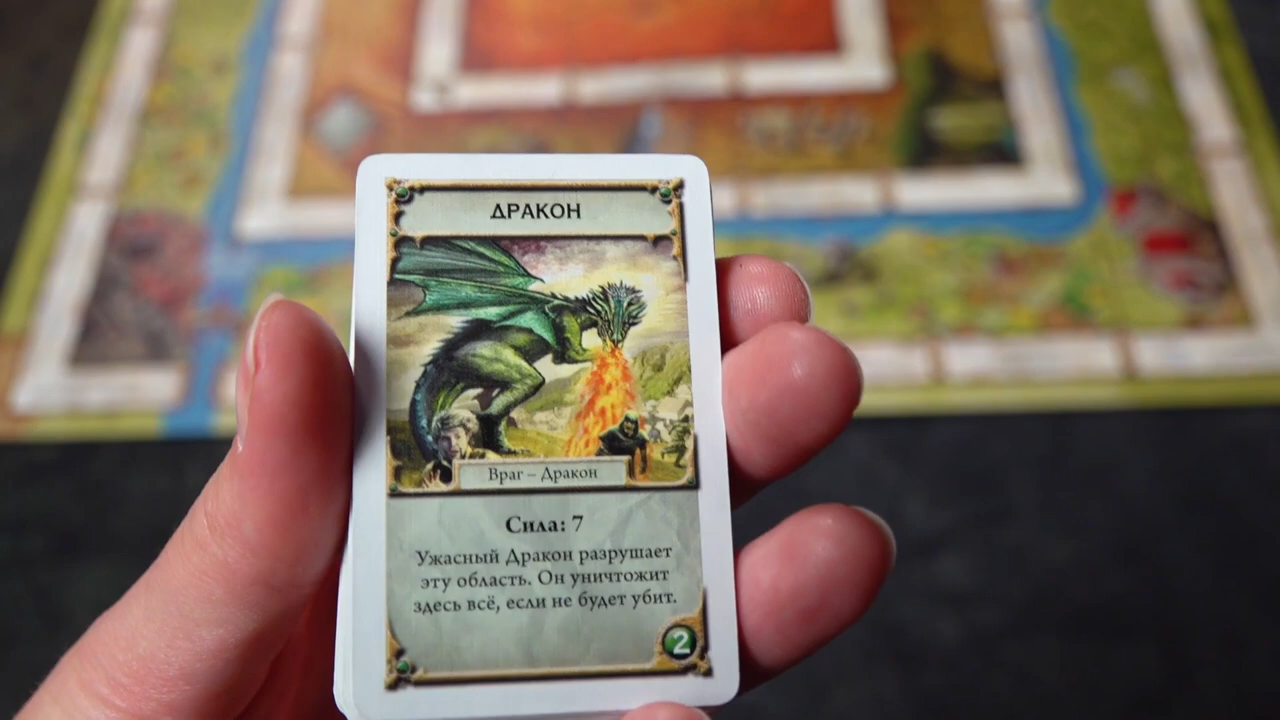 ДРАКОН
Враг – Дракон
Сила: 7
Ужасный Дракон разрушает
эту область. Он уничтожит
здесь всё, если не будет убит.
2